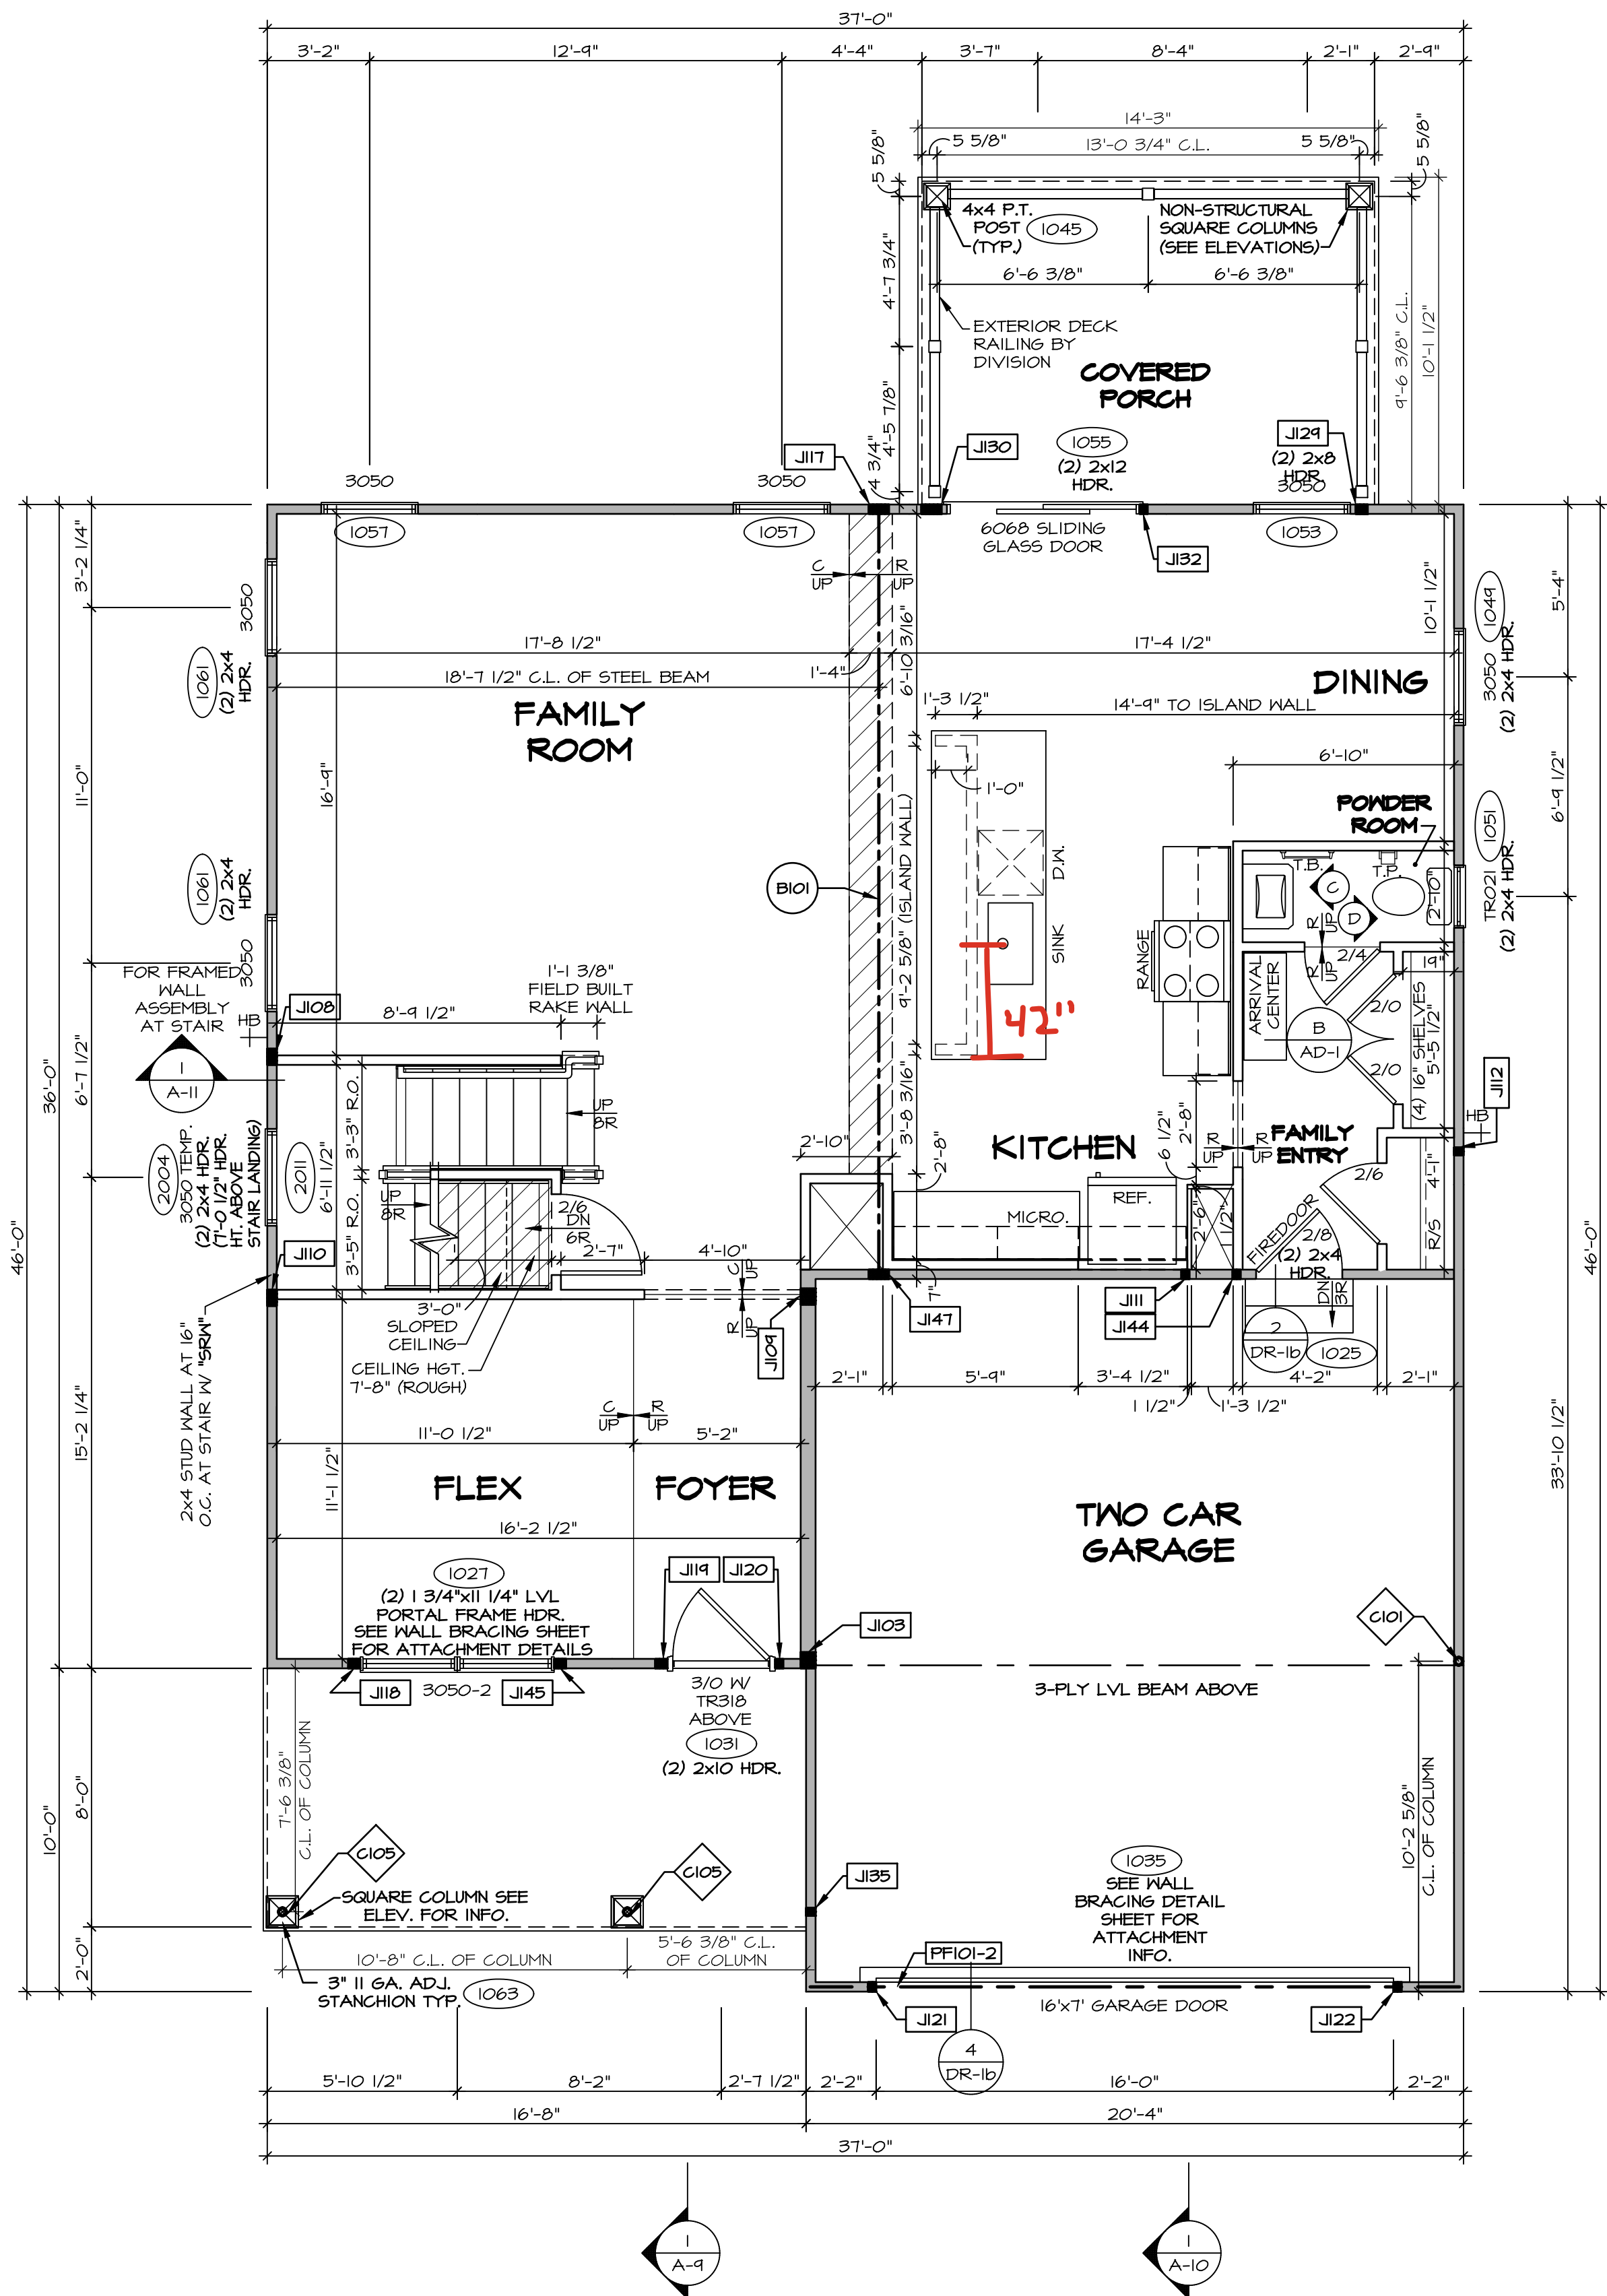 37'-0"
3'-2"
12'-9"
4'-4"
3'-7"
8'-4"
2'-1"
2'-9"
14'-3"
5 5/8"
13'-0 3/4" C.L.
5 5/8"
5 5/8"
5 5/8"
4x4 P.T.
POST
(TYP.)
1045
NON-STRUCTURAL
SQUARE COLUMNS
(SEE ELEVATIONS)
6'-6 3/8"
6'-6 3/8"
4'-7 3/4"
4'-5 7/8"
4 3/4"
9'-6 3/8" C.L.
10'-1 1/2"
EXTERIOR DECK
RAILING BY
DIVISION
COVERED
PORCH
J117
J130
1055
(2) 2x12
HDR.
J129
(2) 2x8
HDR.
3050
3050
3050
1057
1057
6068 SLIDING
GLASS DOOR
1053
J132
C
UP
R
UP
3'-2 1/4"
11'-0"
6'-7 1/2"
36'-0"
46'-0"
15'-2 1/4"
10'-0"
8'-0"
2'-0"
3050
1061
(2) 2x4
HDR.
1061
(2) 2x4
HDR.
3050
17'-8 1/2"
1'-4"
17'-4 1/2"
18'-7 1/2" C.L. OF STEEL BEAM
6'-10 3/16"
10'-1 1/2"
1049
3050
(2) 2x4 HDR.
5'-4"
6'-9 1/2"
FAMILY
ROOM
16'-9"
DINING
1'-3 1/2"
14'-9" TO ISLAND WALL
6'-10"
1'-0"
9'-2 5/8" (ISLAND WALL)
D.W.
SINK
42"
B101
POWDER
ROOM
T.B.
T.P.
C
D
2'-10"
R
UP
R
UP
1051
TR021
(2) 2x4 HDR.
RANGE
2/4
19"
ARRIVAL
CENTER
2/0
2/0
B
AD-1
(4) 16" SHELVES
5'-5 1/2"
J112
HB
FOR FRAMED
WALL
ASSEMBLY
AT STAIR
HB
J108
1
A-11
8'-9 1/2"
1'-1 3/8"
FIELD BUILT
RAKE WALL
3'-3" R.O.
6'-11 1/2"
3'-5" R.O.
UP
8R
UP
8R
2/6
DN
6R
2004
3050 TEMP.
(2) 2x4 HDR.
(7'-0 1/2" HDR.
HT. ABOVE
STAIR LANDING)
2011
J110
2'-7"
4'-10"
3'-0"
SLOPED
CEILING
CEILING HGT.
7'-8" (ROUGH)
C
UP
R
UP
J109
2x4 STUD WALL AT 16"
O.C. AT STAIR W/ "SRW"
2'-10"
3'-8 3/16"
2'-8"
KITCHEN
2'-8"
6 1/2"
R
UP
R
UP
FAMILY
ENTRY
2/6
4'-1"
R/S
MICRO.
REF.
2'-6"
1 1/2"
FIREDOOR
2/8
(2) 2x4
HDR.
DN
3R
7"
J147
J111
J144
2
DR-1b
1025
2'-1"
5'-9"
3'-4 1/2"
4'-2"
2'-1"
1 1/2"
1'-3 1/2"
46'-0"
33'-10 1/2"
C
UP
R
UP
11'-0 1/2"
5'-2"
11'-1 1/2"
FLEX
FOYER
16'-2 1/2"
TWO CAR
GARAGE
1027
(2) 1 3/4"x11 1/4" LVL
PORTAL FRAME HDR.
SEE WALL BRACING SHEET
FOR ATTACHMENT DETAILS
J119
J120
J103
C101
J118
3050-2
J145
3/0 W/
TR318
ABOVE
1031
(2) 2x10 HDR.
3-PLY LVL BEAM ABOVE
7'-6 3/8"
C.L. OF COLUMN
10'-2 5/8"
C.L. OF COLUMN
C105
C105
SQUARE COLUMN SEE
ELEV. FOR INFO.
J135
1035
SEE WALL
BRACING DETAIL
SHEET FOR
ATTACHMENT
INFO.
10'-8" C.L. OF COLUMN
5'-6 3/8" C.L.
OF COLUMN
3" 11 GA. ADJ.
STANCHION TYP.
1063
PF101-2
16'x7' GARAGE DOOR
J121
J122
4
DR-1b
5'-10 1/2"
8'-2"
2'-7 1/2"
2'-2"
16'-0"
2'-2"
16'-8"
20'-4"
37'-0"
1
A-9
1
A-10